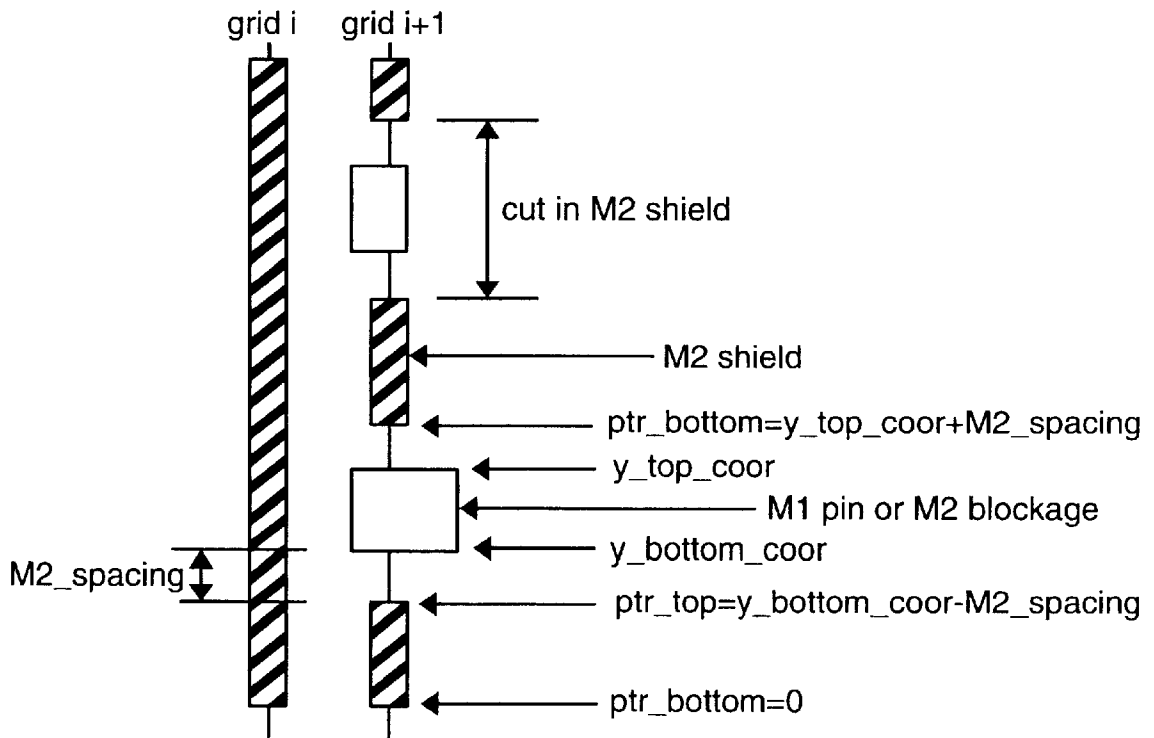 grid i
grid i+1
cut in M2 shield
M2 shield
ptr_bottom=y_top_coor+M2_spacing
y_top_coor
M1 pin or M2 blockage
y_bottom_coor
M2_spacing
ptr_top=y_bottom_coor-M2_spacing
ptr_bottom=0